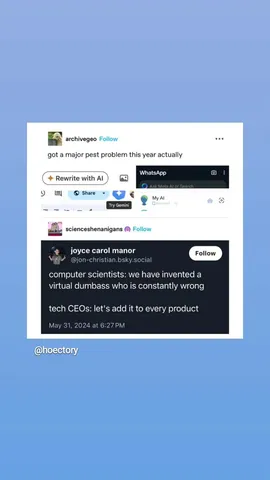 archivegeo Follow
got a major pest problem this year actually
Rewrite with AI
WhatsApp
Share
Try Gemini
My AI
scienceshenanigans Follow
joyce carol manor
@jon-christian.bsky.social
Follow
computer scientists: we have invented a
virtual dumbass who is constantly wrong
tech CEOs: let's add it to every product
May 31, 2024 at 6:27 PM
@hoectory